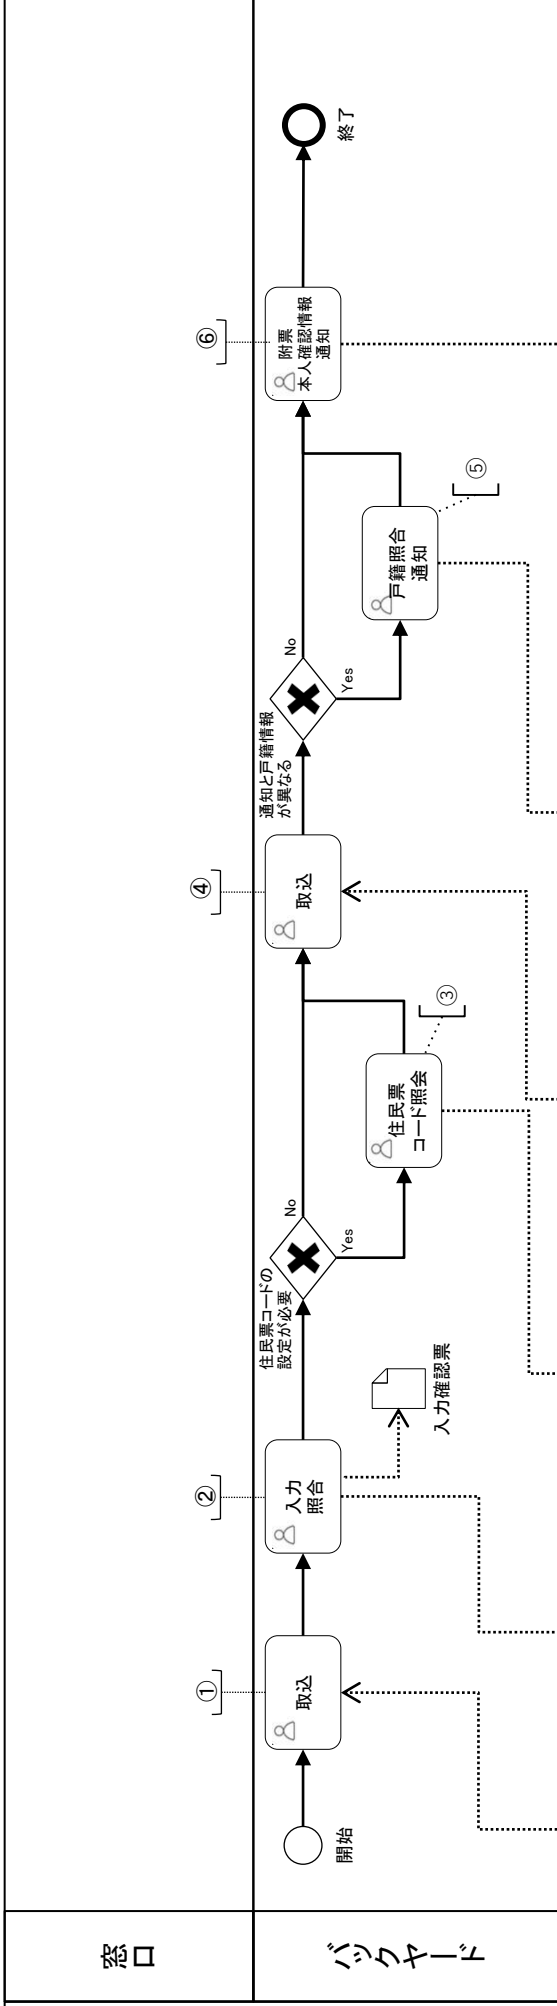 窓口
バックヤード
開始
①
取込
②
入力
照合
入力確認票
住民票コードの
設定が必要
No
Yes
③
住民票
コード照会
④
取込
通知と戸籍情報
が異なる
No
Yes
⑤
戸籍照合
通知
⑥
附票
本人確認情報
通知
終了